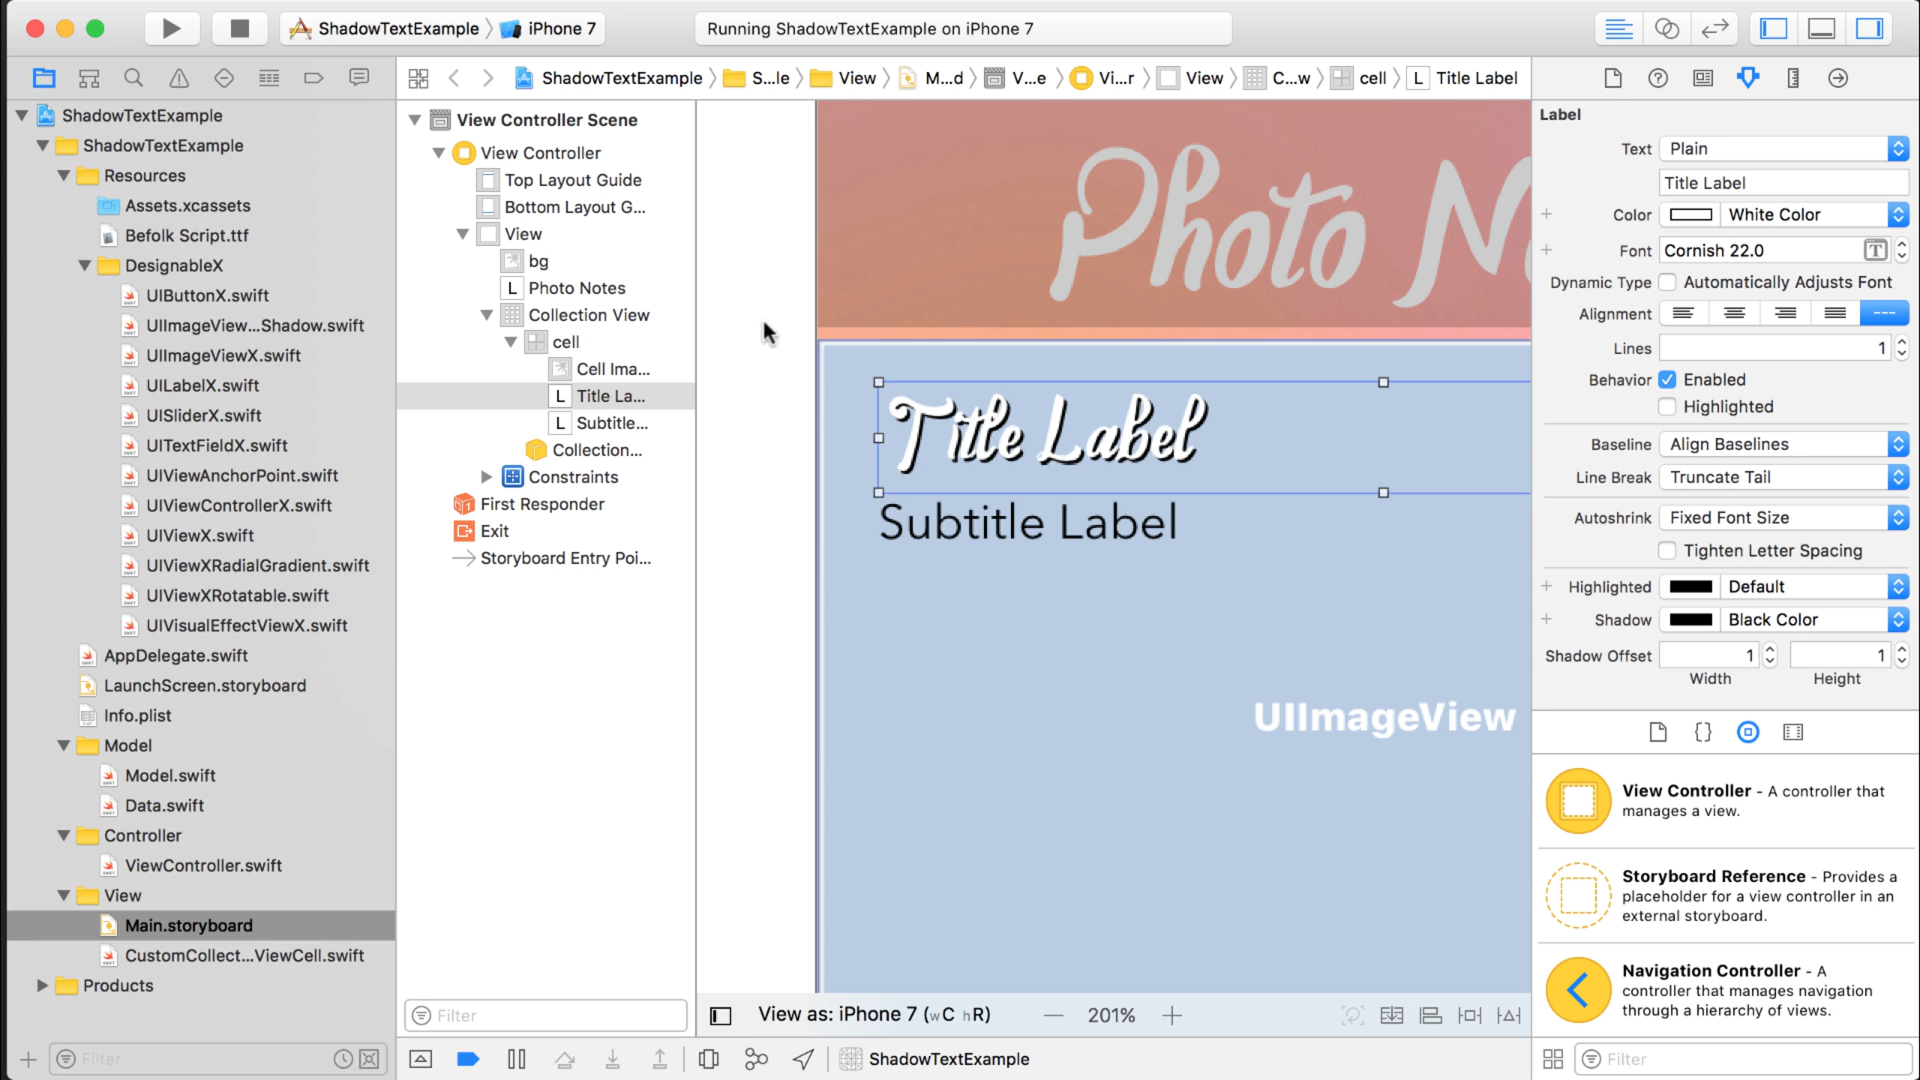 ShadowTextExample iPhone 7
Running ShadowTextExample on iPhone 7
ShadowTextExample S...le View M...d V...e Vi...r View C...w cell L Title Label
ShadowTextExample
ShadowTextExample
Resources
Assets.xcassets
Befolk Script.ttf
DesignableX
UIButtonX.swift
UIImageView...Shadow.swift
UIImageViewX.swift
UILabelX.swift
UISliderX.swift
UITextFieldX.swift
UIViewAnchorPoint.swift
UIViewControllerX.swift
UIViewX.swift
UIViewXRadialGradient.swift
UIViewXRotatable.swift
UIVisualEffectViewX.swift
AppDelegate.swift
LaunchScreen.storyboard
Info.plist
Model
Model.swift
Data.swift
Controller
ViewController.swift
View
Main.storyboard
CustomCollect...ViewCell.swift
Products
Filter
View Controller Scene
View Controller
Top Layout Guide
Bottom Layout G...
View
bg
L Photo Notes
Collection View
cell
Cell Ima...
L Title La...
L Subtitle...
Collection...
Constraints
First Responder
Exit
Storyboard Entry Poi...
Filter
Photo N
Title Label
Subtitle Label
UIImageView
View as: iPhone 7 (wC hR) 201%
ShadowTextExample
Label
Text Plain
Title Label
Color White Color
Font Cornish 22.0
Dynamic Type Automatically Adjusts Font
Alignment
Lines 1
Behavior Enabled
Highlighted
Baseline Align Baselines
Line Break Truncate Tail
Autoshrink Fixed Font Size
Tighten Letter Spacing
Highlighted Default
Shadow Black Color
Shadow Offset 1 1
Width Height
View Controller - A controller that
manages a view.
Storyboard Reference - Provides a
placeholder for a view controller in an
external storyboard.
Navigation Controller - A
controller that manages navigation
through a hierarchy of views.
Filter